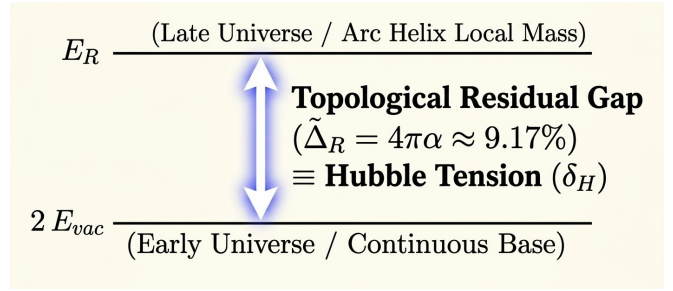 (Late Universe / Arc Helix Local Mass)
E_R
Topological Residual Gap
(Δ̃_R = 4πα ≈ 9.17%)
≡ Hubble Tension (δ_H)
2 E_vac
(Early Universe / Continuous Base)